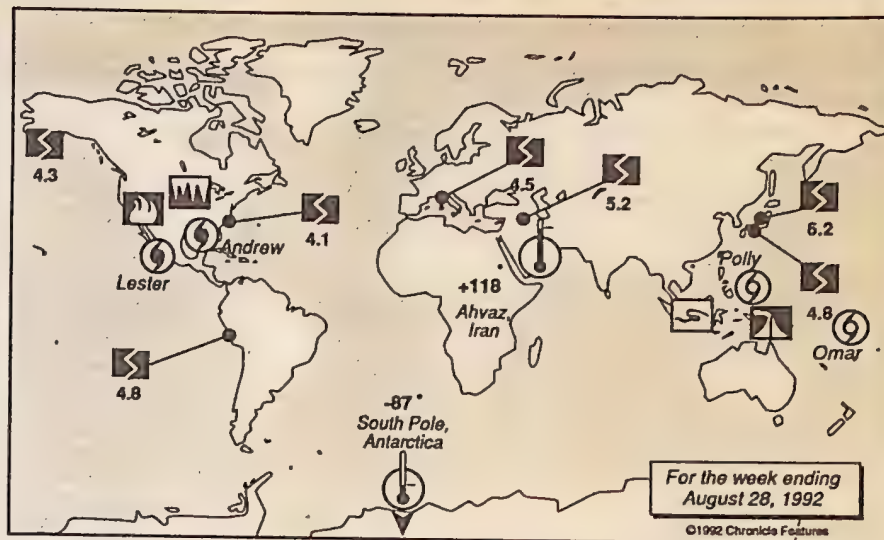 4.3
4.1
Andrew
Lester
4.8
4.5
5.2
+118°
Ahvaz,
Iran
6.2
Polly
4.8
Omar
-87°
South Pole,
Antarctica
For the week ending
August 28, 1992
©1992 Chronicle Features